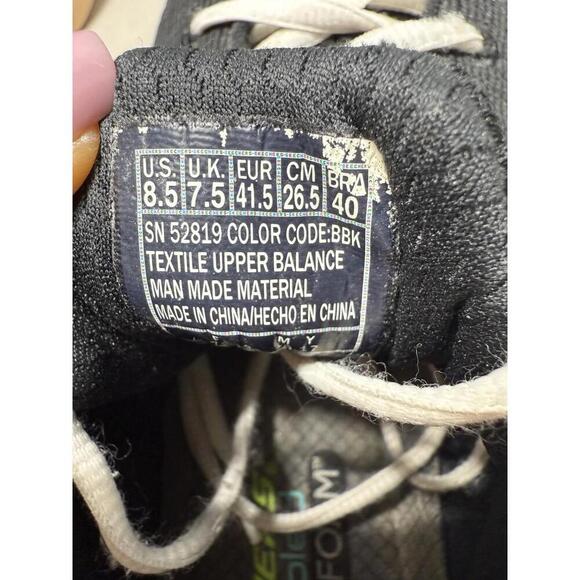 U.S. U.K. EUR CM BRA
8.5 7.5 41.5 26.5 40
SN 52819 COLOR CODE:BBK
TEXTILE UPPER BALANCE
MAN MADE MATERIAL
MADE IN CHINA/HECHO EN CHINA
M Y
FOAM™